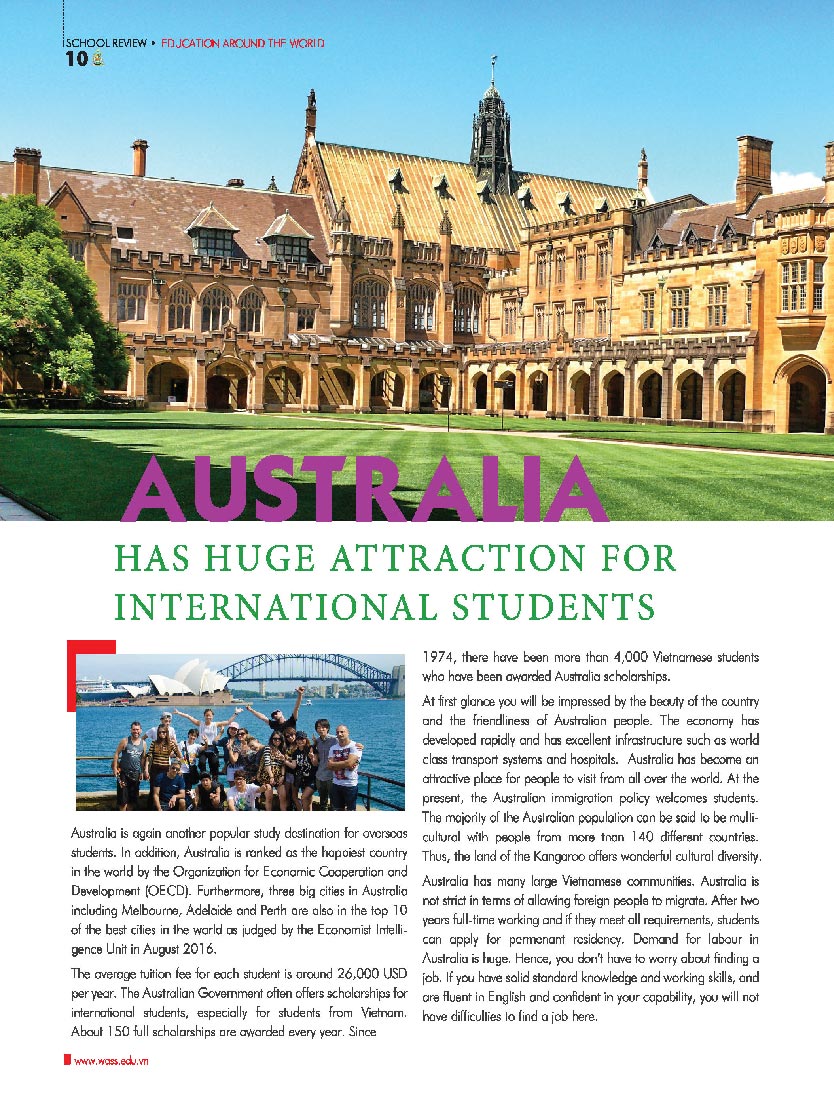 SCHOOL REVIEW • EDUCATION AROUND THE WORLD
10
AUSTRALIA
HAS HUGE ATTRACTION FOR
INTERNATIONAL STUDENTS
Australia is again another popular study destination for overseas
students. In addition, Australia is ranked as the happiest country
in the world by the Organization for Economic Cooperation and
Development (OECD). Furthermore, three big cities in Australia
including Melbourne, Adelaide and Perth are also in the top 10
of the best cities in the world as judged by the Economist Intelli-
gence Unit in August 2016.
The average tuition fee for each student is around 26,000 USD
per year. The Australian Government often offers scholarships for
international students, especially for students from Vietnam.
About 150 full scholarships are awarded every year. Since
1974, there have been more than 4,000 Vietnamese students
who have been awarded Australia scholarships.
At first glance you will be impressed by the beauty of the country
and the friendliness of Australian people. The economy has
developed rapidly and has excellent infrastructure such as world
class transport systems and hospitals. Australia has become an
attractive place for people to visit from all over the world. At the
present, the Australian immigration policy welcomes students.
The majority of the Australian population can be said to be multi-
cultural with people from more than 140 different countries.
Thus, the land of the Kangaroo offers wonderful cultural diversity.
Australia has many large Vietnamese communities. Australia is
not strict in terms of allowing foreign people to migrate. After two
years full-time working and if they meet all requirements, students
can apply for permenant residency. Demand for labour in
Australia is huge. Hence, you don't have to worry about finding a
job. If you have solid standard knowledge and working skills, and
are fluent in English and confident in your capability, you will not
have difficulties to find a job here.
www.wass.edu.vn